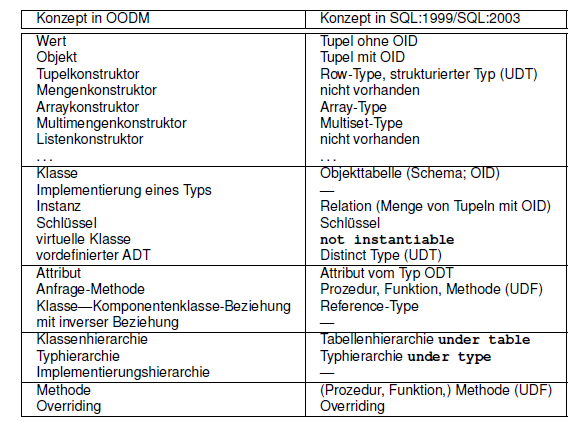 Konzept in OODM Konzept in SQL:1999/SQL:2003
Wert Tupel ohne OID
Objekt Tupel mit OID
Tupelkonstruktor Row-Type, strukturierter Typ (UDT)
Mengenkonstruktor nicht vorhanden
Arraykonstruktor Array-Type
Multimengenkonstruktor Multiset-Type
Listenkonstruktor nicht vorhanden
... ...
Klasse Objekttabelle (Schema; OID)
Implementierung eines Typs —
Instanz Relation (Menge von Tupeln mit OID)
Schlüssel Schlüssel
virtuelle Klasse not instantiable
vordefinierter ADT Distinct Type (UDT)
Attribut Attribut vom Typ ODT
Anfrage-Methode Prozedur, Funktion, Methode (UDF)
Klasse—Komponentenklasse-Beziehung Reference-Type
mit inverser Beziehung —
Klassenhierarchie Tabellenhierarchie under table
Typhierarchie Typhierarchie under type
Implementierungshierarchie —
Methode (Prozedur, Funktion,) Methode (UDF)
Overriding Overriding